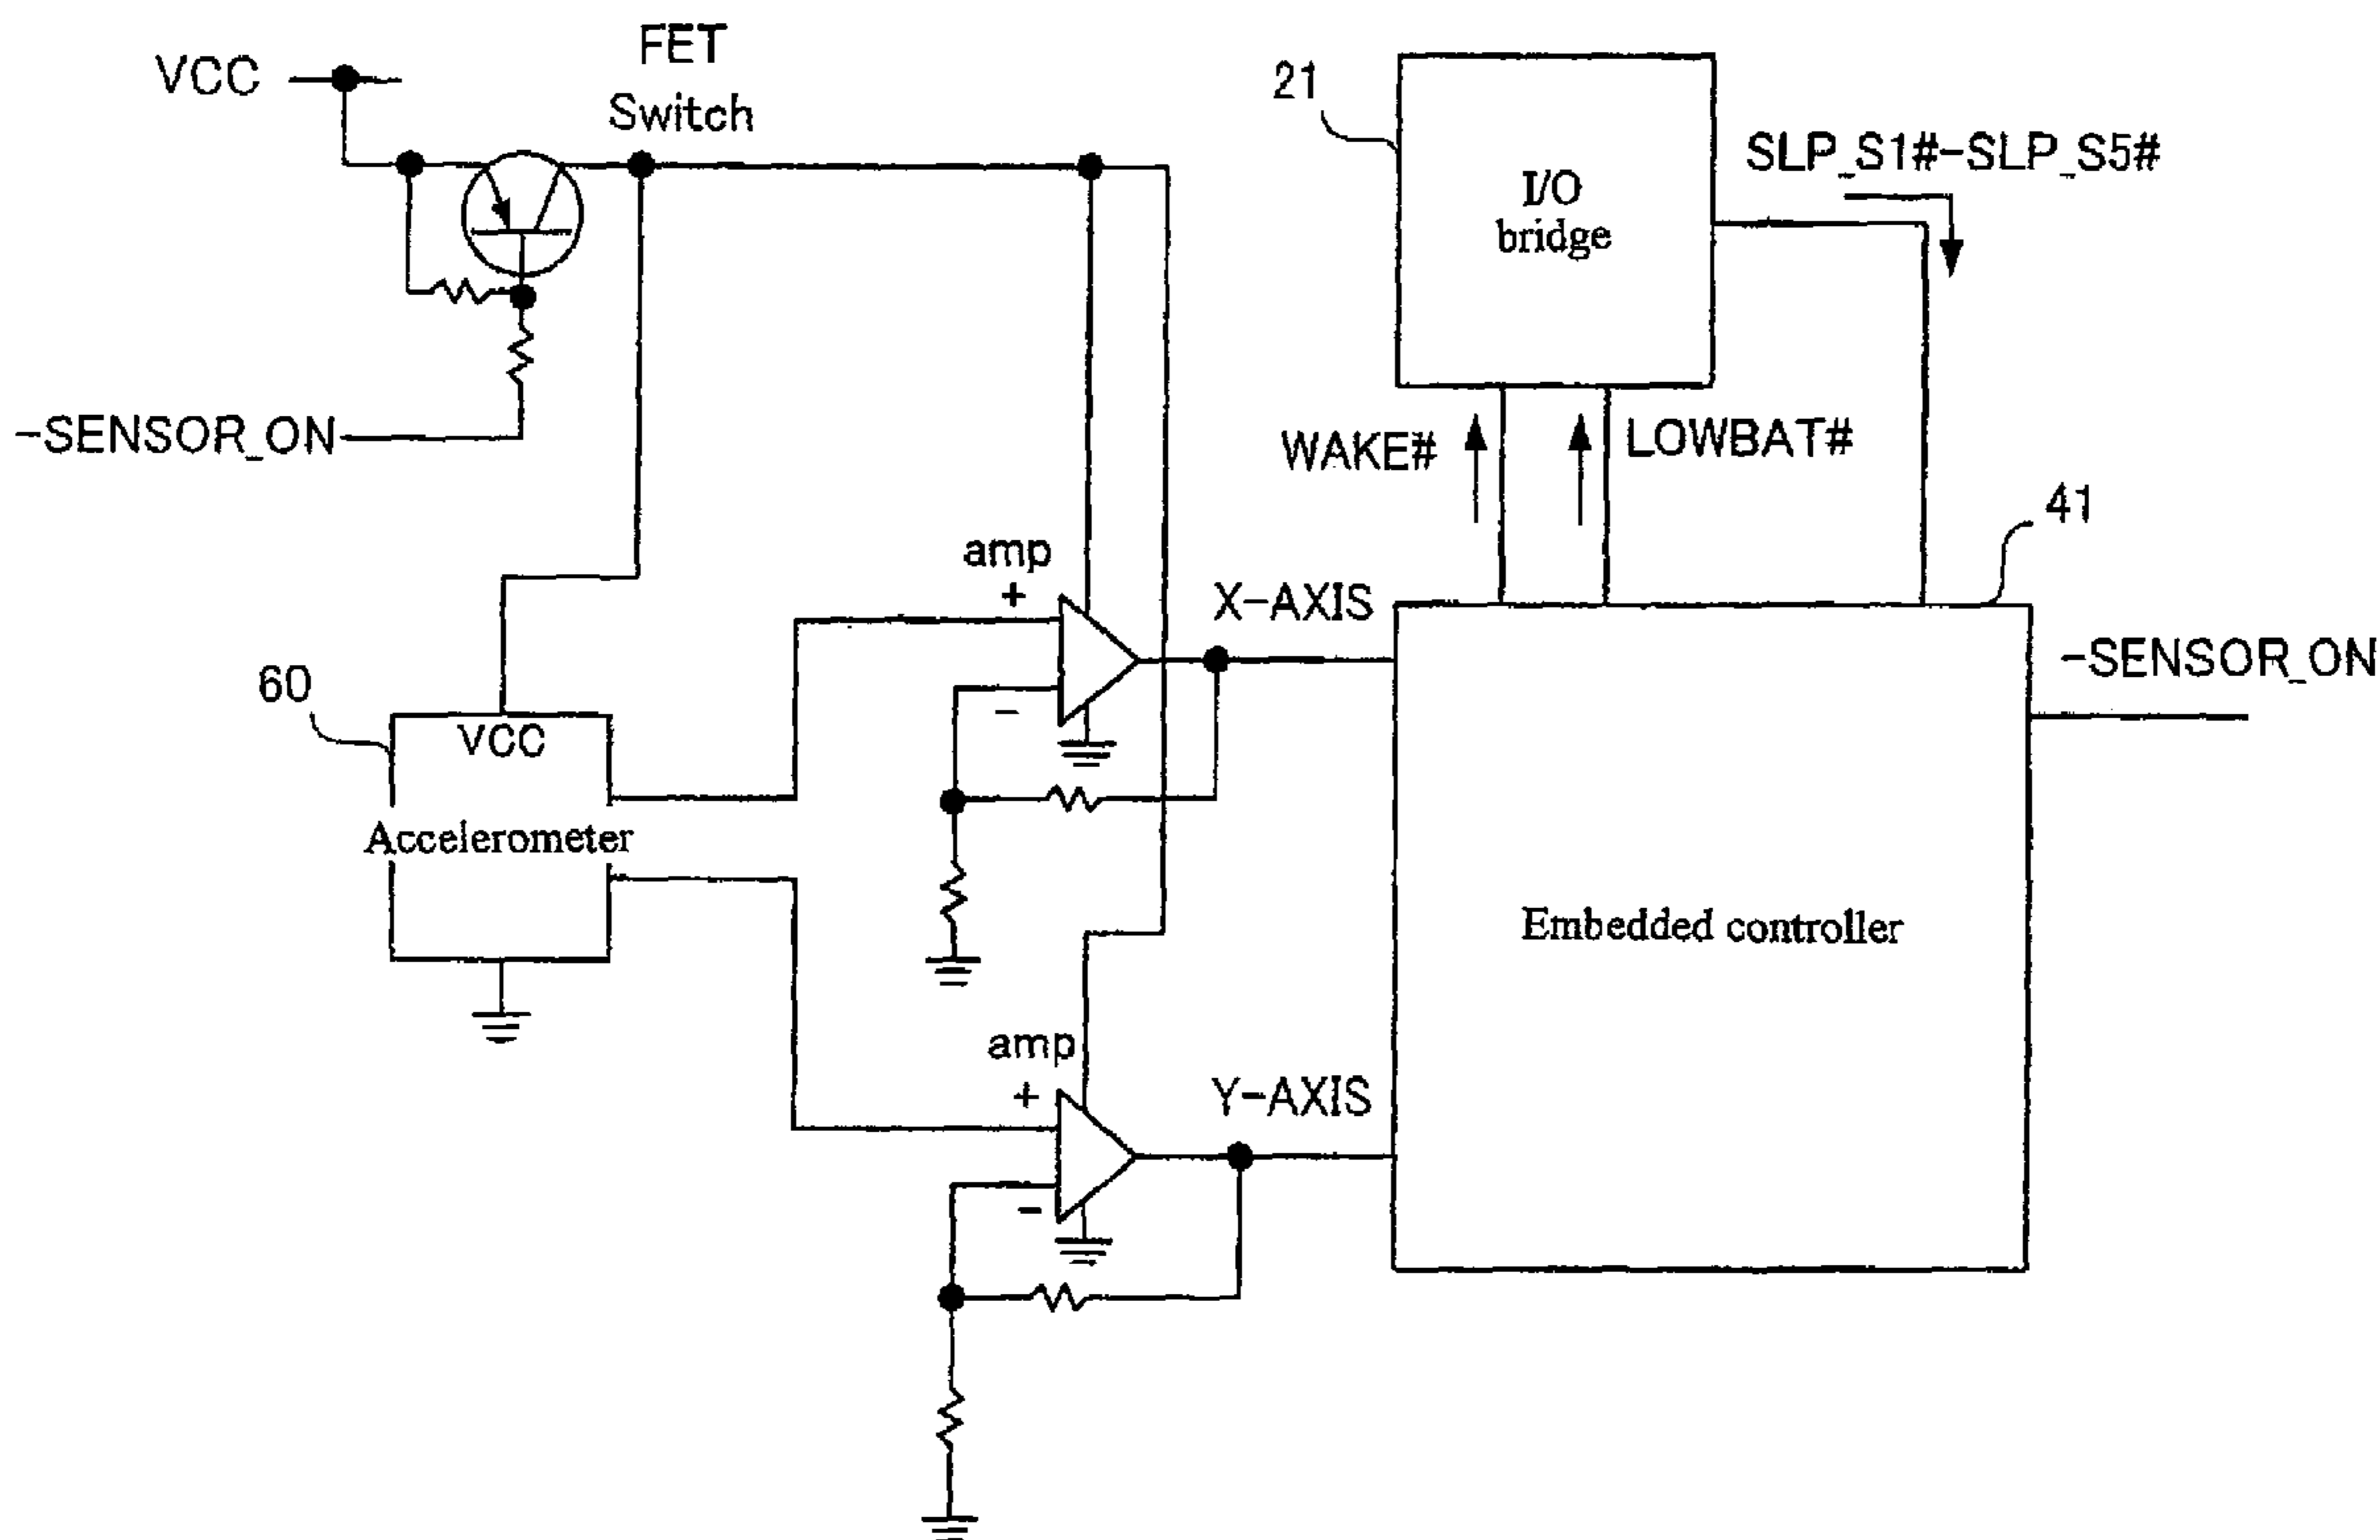 FET
Switch
VCC
-SENSOR_ON
21
I/O
bridge
SLP_S1#-SLP_S5#
WAKE#
LOWBAT#
41
amp
+
-
X-AXIS
-SENSOR_ON
60
VCC
Accelerometer
Embedded controller
amp
+
-
Y-AXIS